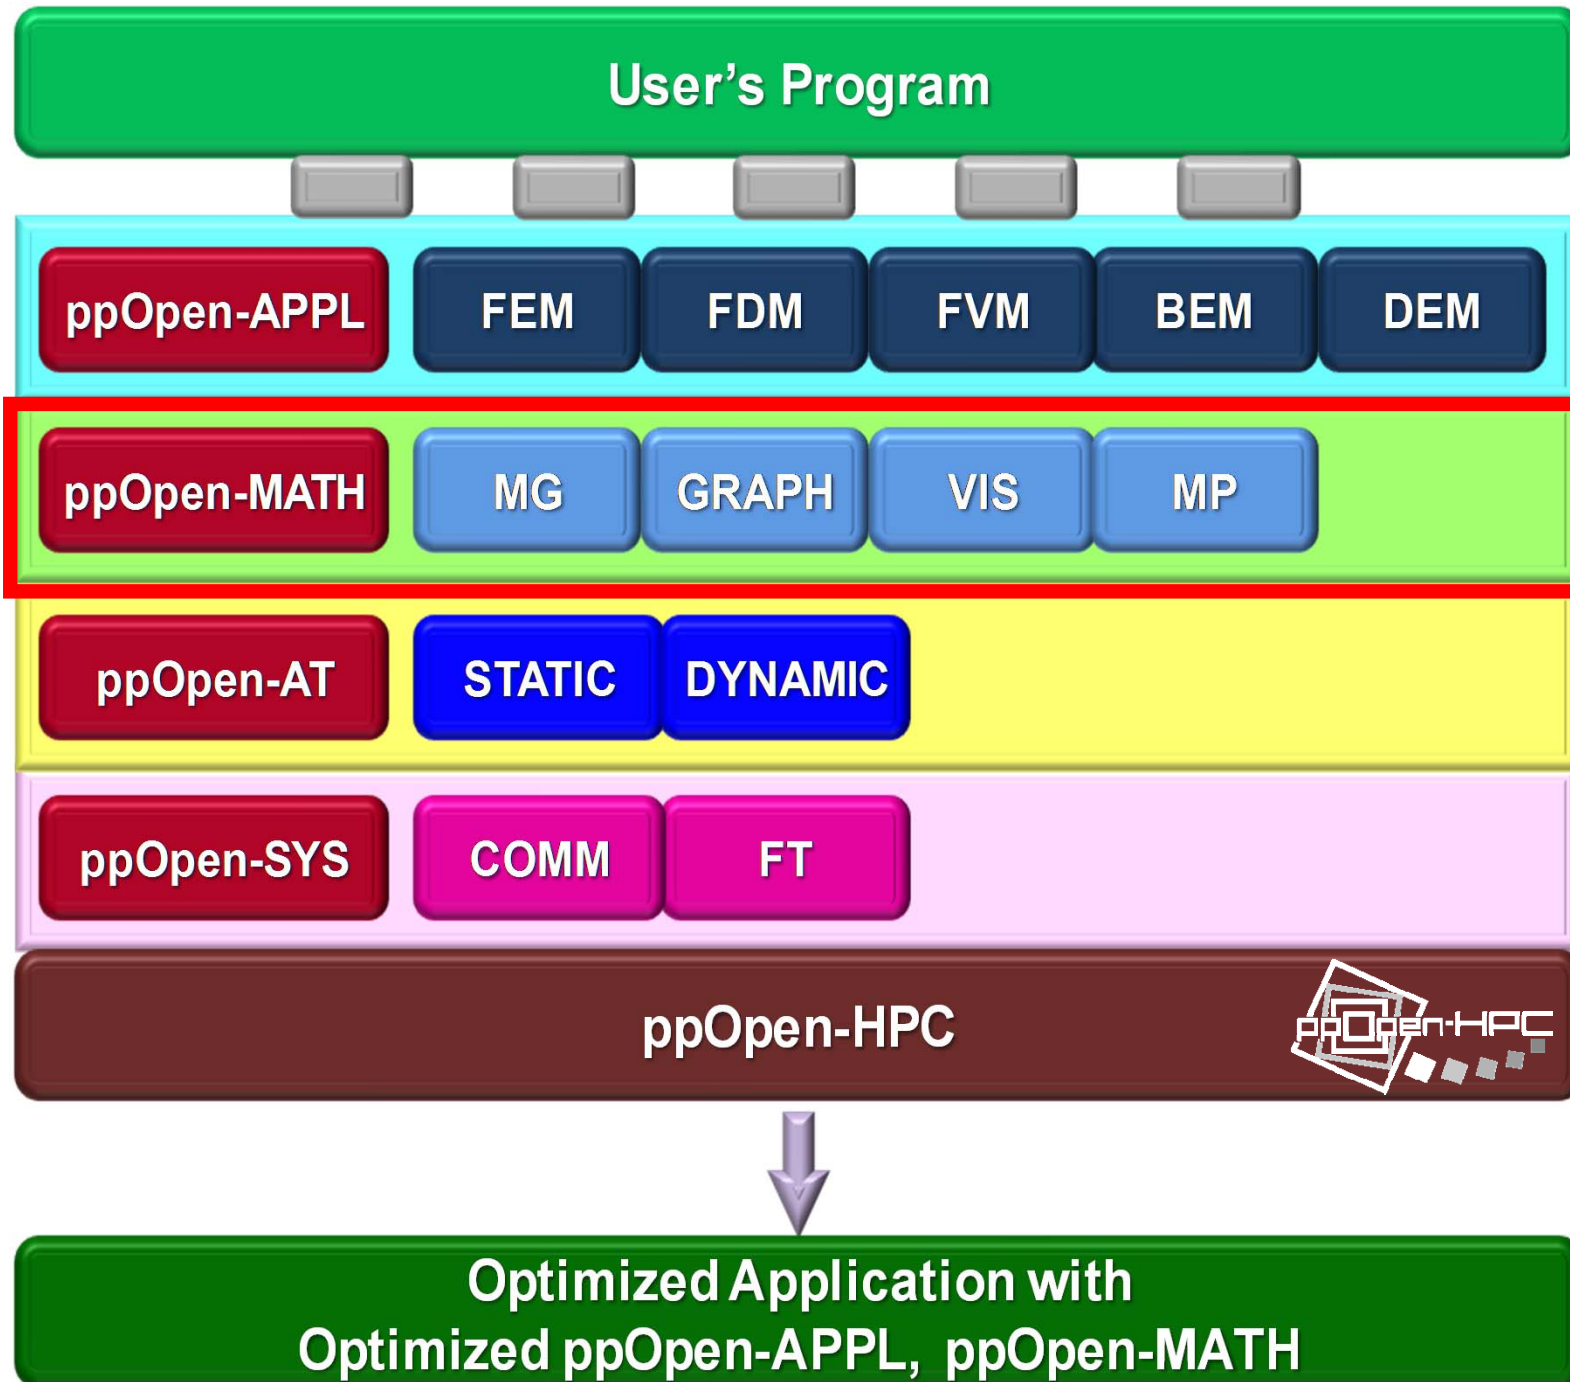 User's Program
ppOpen-APPL FEM FDM FVM BEM DEM
ppOpen-MATH MG GRAPH VIS MP
ppOpen-AT STATIC DYNAMIC
ppOpen-SYS COMM FT
ppOpen-HPC
ppOpen-HPC
Optimized Application with
Optimized ppOpen-APPL, ppOpen-MATH